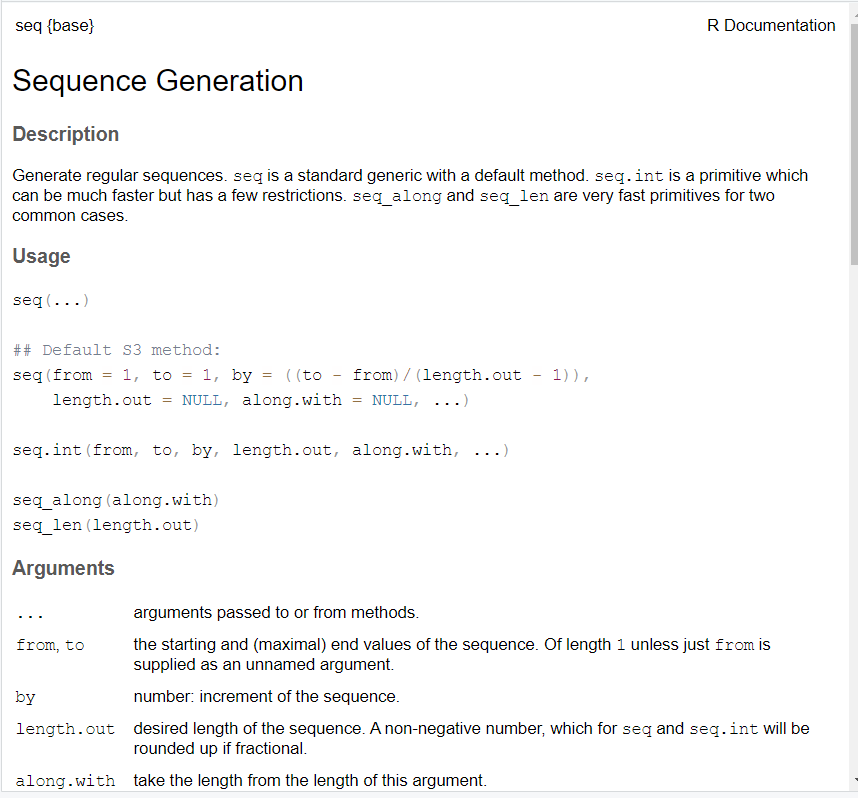 seq {base}
R Documentation
Sequence Generation
Description
Generate regular sequences. seq is a standard generic with a default method. seq.int is a primitive which
can be much faster but has a few restrictions. seq_along and seq_len are very fast primitives for two
common cases.
Usage
seq(...)
## Default S3 method:
seq(from = 1, to = 1, by = ((to - from)/(length.out - 1)),
    length.out = NULL, along.with = NULL, ...)
seq.int(from, to, by, length.out, along.with, ...)
seq_along(along.with)
seq_len(length.out)
Arguments
... arguments passed to or from methods.
from, to the starting and (maximal) end values of the sequence. Of length 1 unless just from is
supplied as an unnamed argument.
by number: increment of the sequence.
length.out desired length of the sequence. A non-negative number, which for seq and seq.int will be
rounded up if fractional.
along.with take the length from the length of this argument.